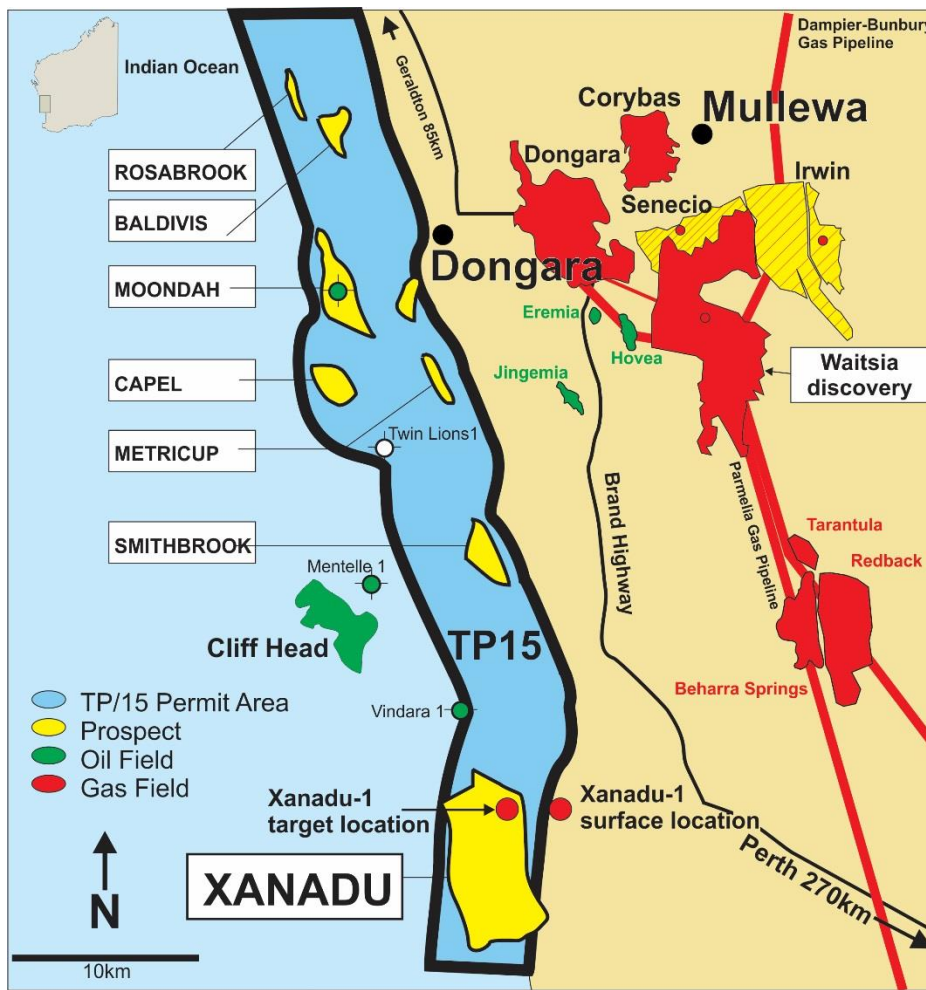 Indian Ocean
Dampier-Bunbury
Gas Pipeline
Geraldton 85km
Corybas
Mullewa
Dongara
Irwin
Senecio
ROSABROOK
BALDIVIS
Dongara
MOONDAH
Eremia
Hovea
Waitsia
discovery
Jingemia
CAPEL
METRICUP
Twin Lions1
Parmelia Gas Pipeline
Brand Highway
SMITHBROOK
Tarantula
Redback
Mentelle 1
Cliff Head
TP15
Beharra Springs
Vindara 1
TP/15 Permit Area
Prospect
Oil Field
Gas Field
Xanadu-1
target location
Xanadu-1
surface location
XANADU
Perth 270km
N
10km